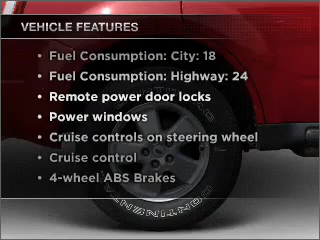 VEHICLE FEATURES
• Fuel Consumption: City: 18
• Fuel Consumption: Highway: 24
• Remote power door locks
• Power windows
• Cruise controls on steering wheel
• Cruise control
• 4-wheel ABS Brakes
CONTINENTAL